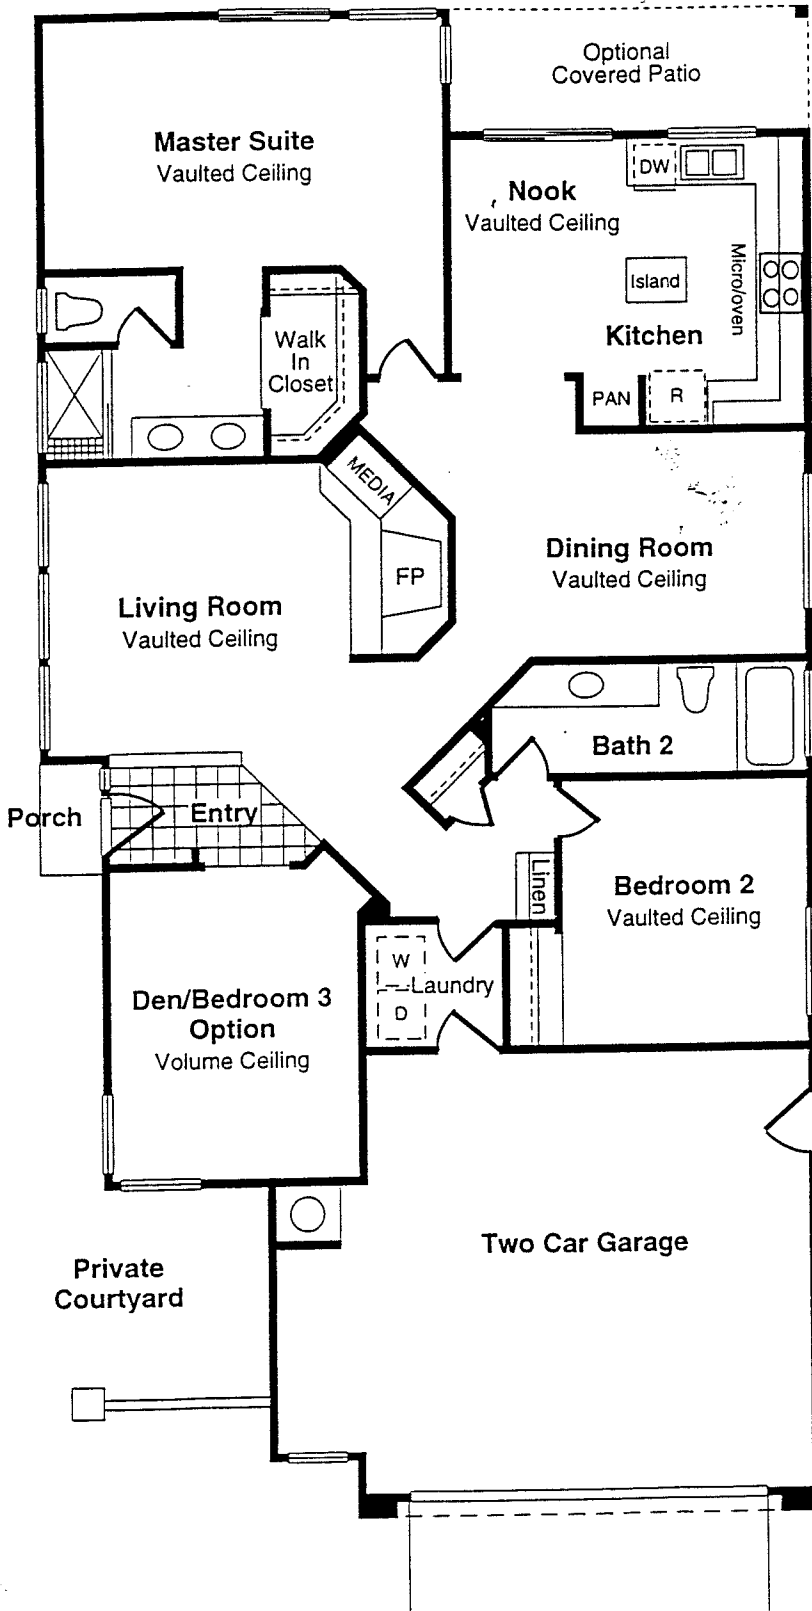 Optional
Covered Patio
Master Suite
Vaulted Ceiling
DW
Nook
Vaulted Ceiling
Island
Micro/oven
Kitchen
Walk
In
Closet
PAN
R
MEDIA
FP
Dining Room
Vaulted Ceiling
Living Room
Vaulted Ceiling
Bath 2
Porch
Entry
Linen
Bedroom 2
Vaulted Ceiling
W
Laundry
D
Den/Bedroom 3
Option
Volume Ceiling
Two Car Garage
Private
Courtyard